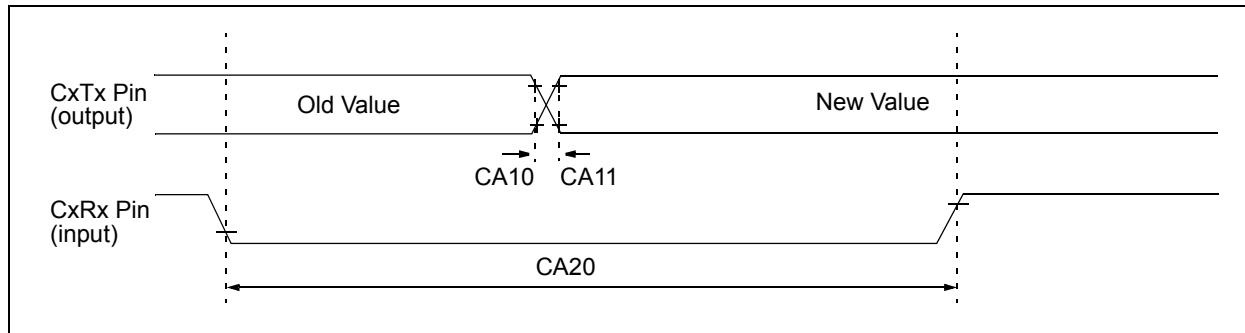 CxTx Pin
(output)
Old Value
New Value
CA10 CA11
CxRx Pin
(input)
CA20